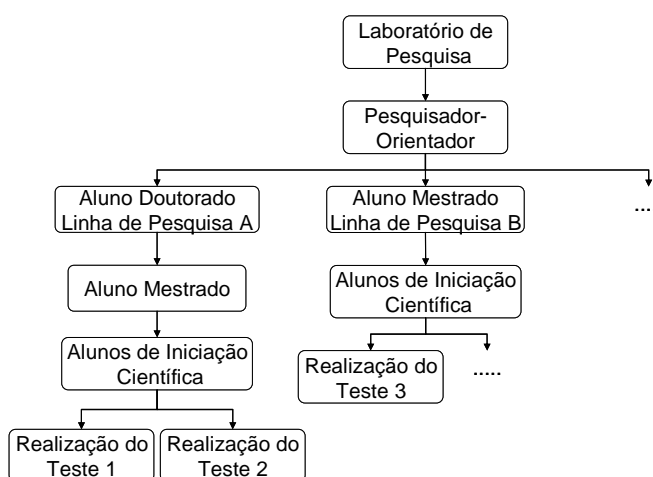 Laboratório de
Pesquisa
Pesquisador-
Orientador
Aluno Doutorado
Linha de Pesquisa A
Aluno Mestrado
Linha de Pesquisa B
...
Aluno Mestrado
Alunos de Iniciação
Científica
Alunos de Iniciação
Científica
Realização do
Teste 3
.....
Realização do
Teste 1
Realização do
Teste 2